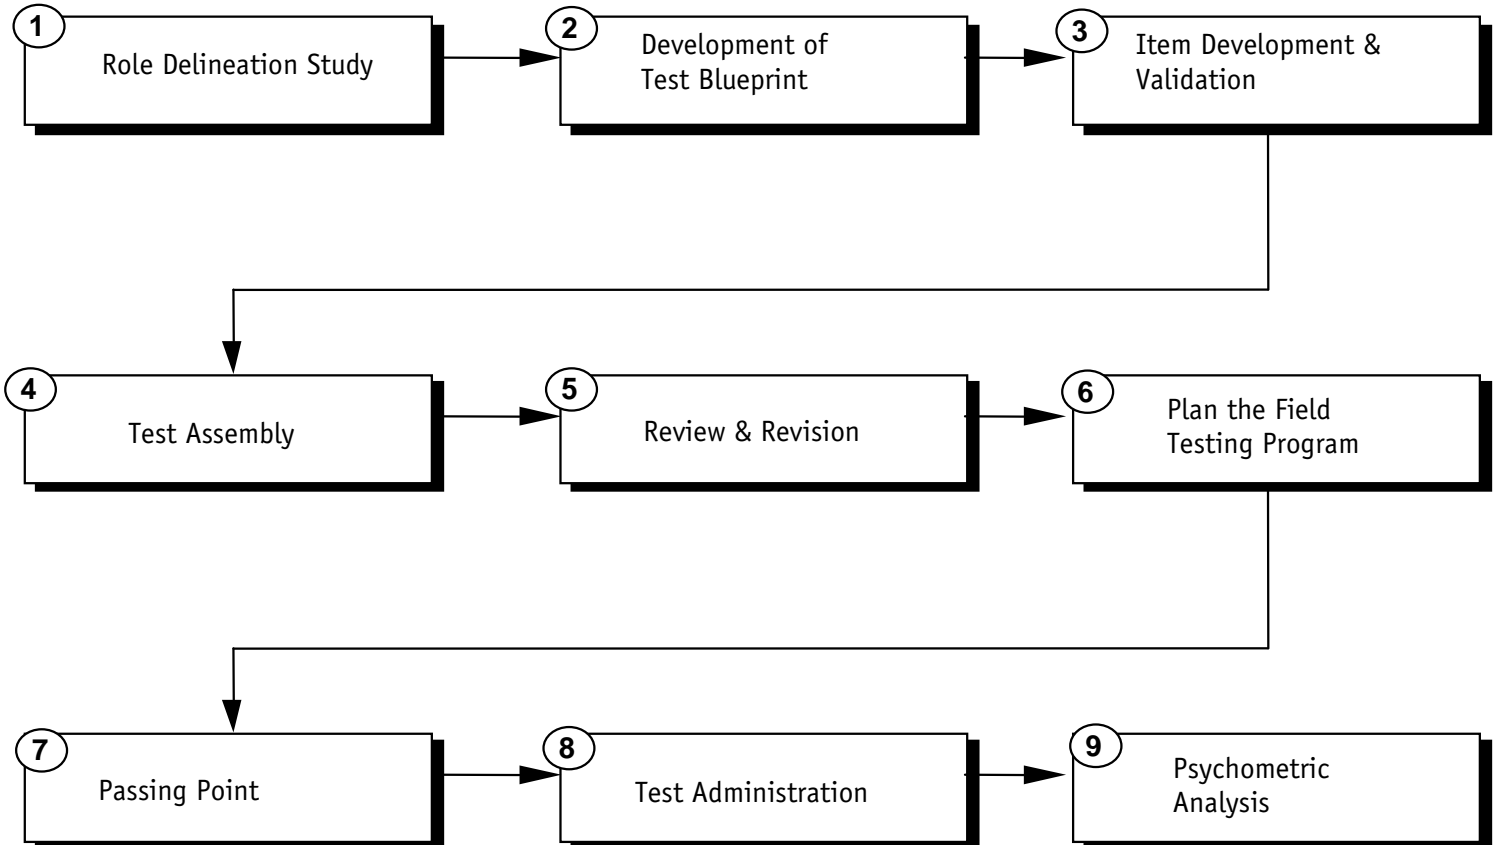 1
Role Delineation Study
2
Development of
Test Blueprint
3
Item Development &
Validation
4
Test Assembly
5
Review & Revision
6
Plan the Field
Testing Program
7
Passing Point
8
Test Administration
9
Psychometric
Analysis